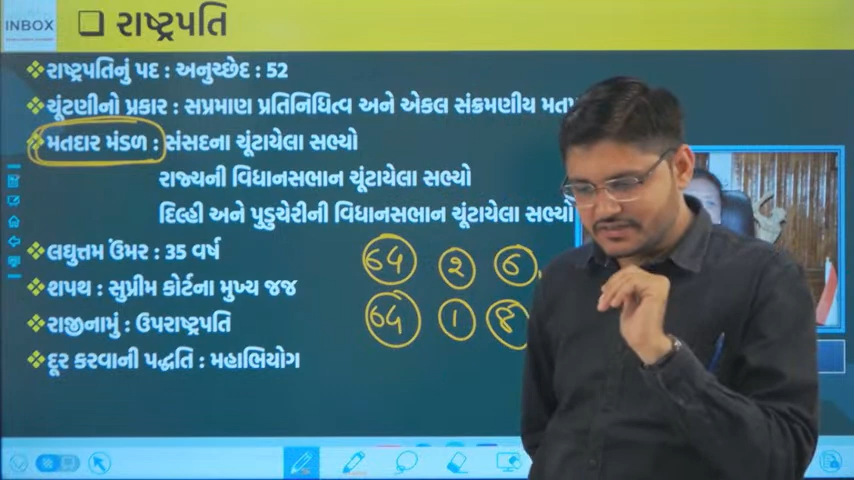 INBOX
❑ રાષ્ટ્રપતિ
❖રાષ્ટ્રપતિનું પદ : અનુચ્છેદ : 52
❖ચૂંટણીનો પ્રકાર : સપ્રમાણ પ્રતિનિધિત્વ અને એકલ સંક્રમણીય
❖મતદાર મંડળ : સંસદના ચૂંટાયેલા સભ્યો
રાજ્યની વિધાનસભાન ચૂંટાયેલા સભ્યો
દિલ્હી અને પુડુચેરીની વિધાનસભાન ચૂંટાયેલા સભ્યો
❖લઘુત્તમ ઉંમર : 35 વર્ષ
❖શપથ : સુપ્રીમ કોર્ટના મુખ્ય જજ
❖રાજીનામું : ઉપરાષ્ટ્રપતિ
❖દૂર કરવાની પદ્ધતિ : મહાભિયોગ